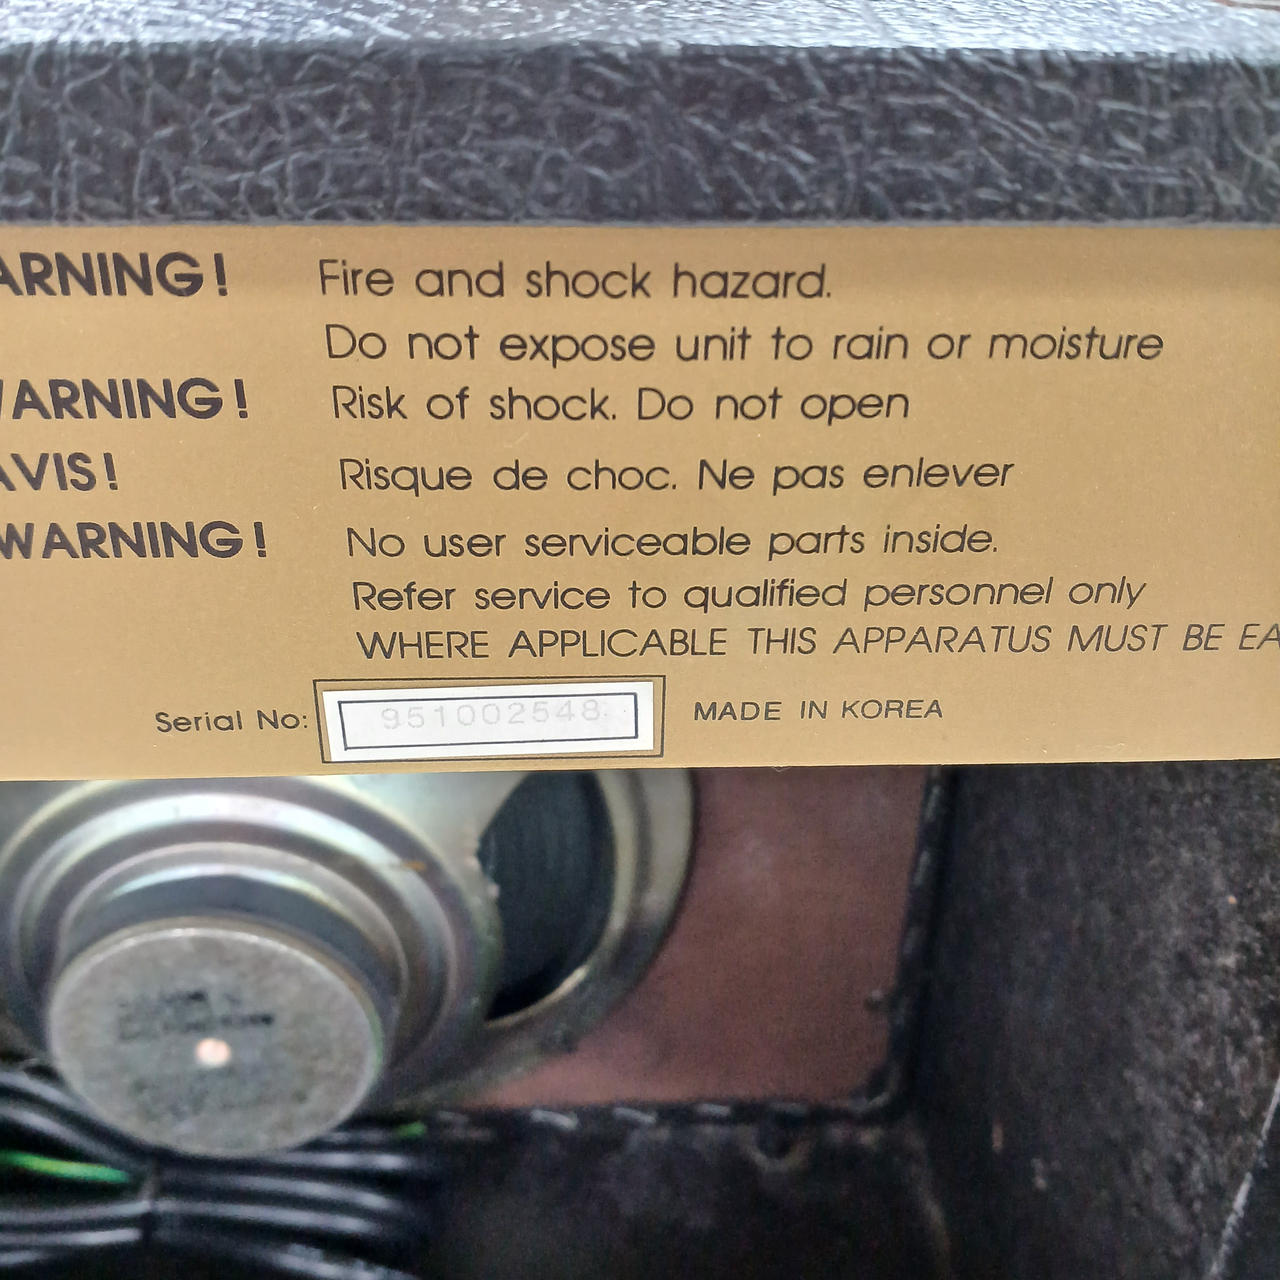 ARNING! Fire and shock hazard.
Do not expose unit to rain or moisture
WARNING! Risk of shock. Do not open
AVIS! Risque de choc. Ne pas enlever
WARNING! No user serviceable parts inside.
Refer service to qualified personnel only
WHERE APPLICABLE THIS APPARATUS MUST BE EA
Serial No: 951002548 MADE IN KOREA